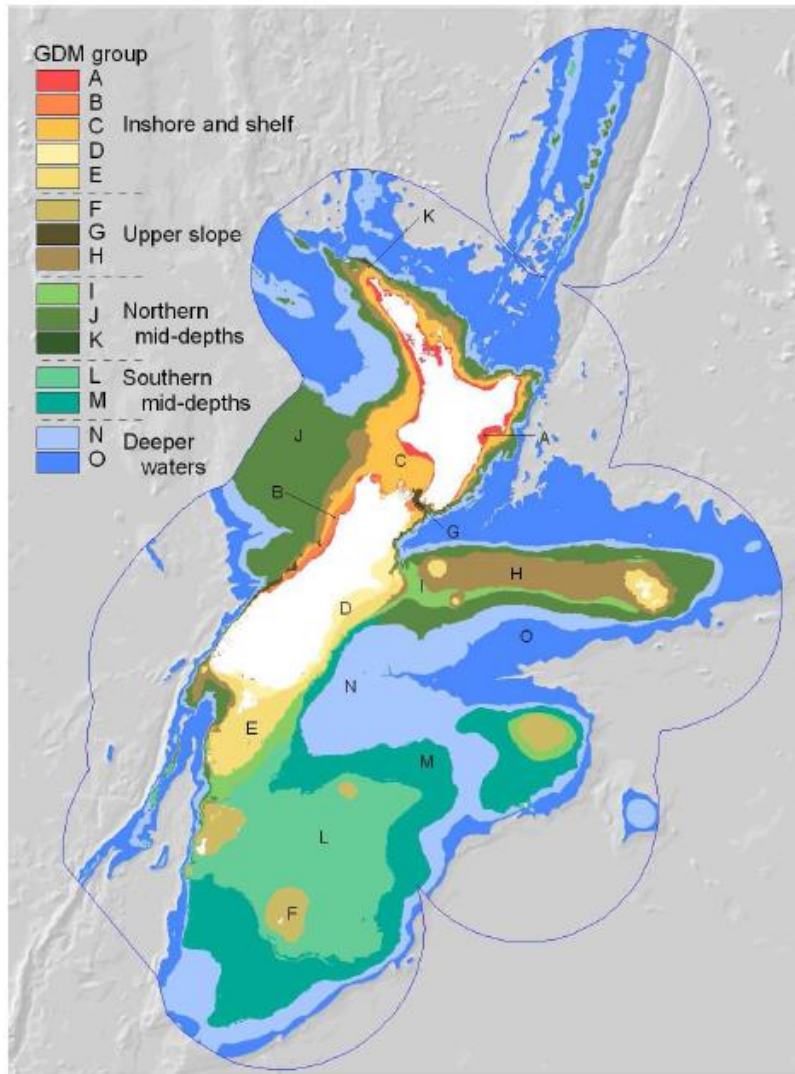 GDM group
A
B
C Inshore and shelf
D
E
F
G Upper slope
H
I
J Northern
mid-depths
K
L Southern
M mid-depths
N Deeper
O waters
K
J
A
C
B
G
I
H
D
O
N
E
M
L
F